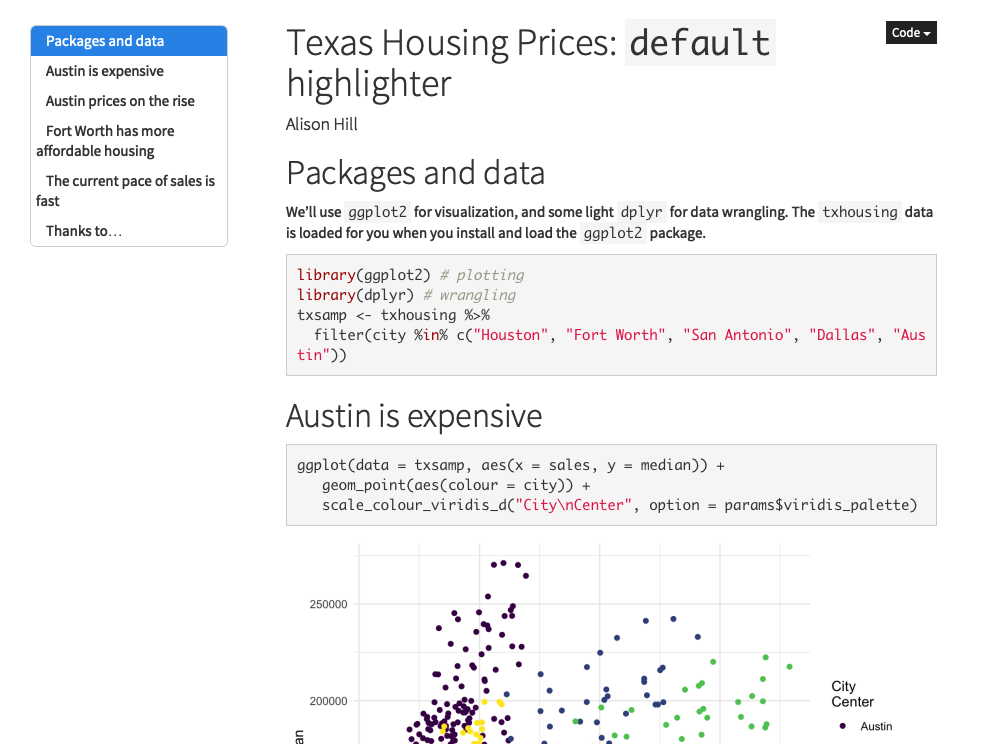 Packages and data
Austin is expensive
Austin prices on the rise
Fort Worth has more
affordable housing
The current pace of sales is
fast
Thanks to…
Texas Housing Prices: default
highlighter
Code
Alison Hill
Packages and data
We’ll use ggplot2 for visualization, and some light dplyr for data wrangling. The txhousing data
is loaded for you when you install and load the ggplot2 package.
library(ggplot2) # plotting
library(dplyr) # wrangling
txsamp <- txhousing %>%
  filter(city %in% c("Houston", "Fort Worth", "San Antonio", "Dallas", "Aus
tin"))
Austin is expensive
ggplot(data = txsamp, aes(x = sales, y = median)) +
   geom_point(aes(colour = city)) +
   scale_colour_viridis_d("City\nCenter", option = params$viridis_palette)
250000
200000
City
Center
Austin